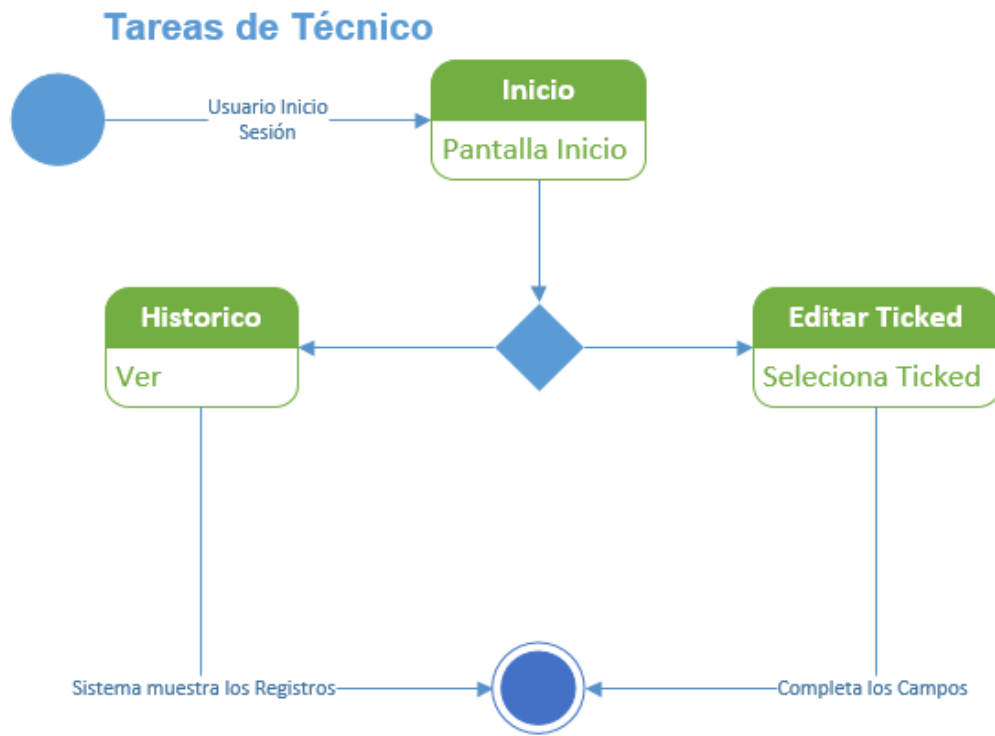 Tareas de Técnico
Usuario Inicio
Sesión
Inicio
Pantalla Inicio
Historico
Ver
Editar Ticked
Seleciona Ticked
Sistema muestra los Registros
Completa los Campos